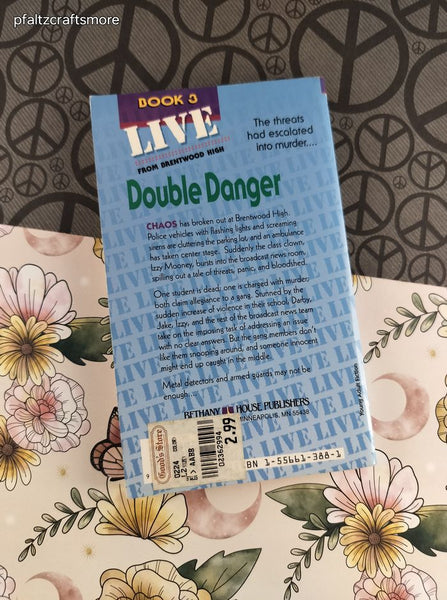 pfaltzcraftsmore
BOOK 3
LIVE
FROM BRENTWOOD HIGH
The threats
had escalated
into murder....
Double Danger
CHAOS has broken out at Brentwood High.
Police vehicles with flashing lights and screaming
sirens are cluttering the parking lot, and an ambulance
has taken center stage. Suddenly the class clown,
Izzy Mooney, bursts into the broadcast news room,
spilling out a tale of threats, panic, and bloodshed.
One student is dead; one is charged with murder;
both claim allegiance to a gang. Stunned by the
sudden increase of violence in their school, Darby,
Jake, Izzy, and the rest of the broadcast news team
take on the imposing task of addressing an issue
with no clear answers. But the gang members don't
like them snooping around, and someone innocent
might end up caught in the middle.
Metal detectors and armed guards may not be
enough...
Young Adult Fiction
BETHANY HOUSE PUBLISHERS
MINNEAPOLIS, MN 55438
Good's Store
0224
AABB
02362994
2.99
BN 1-55661-388-1
9